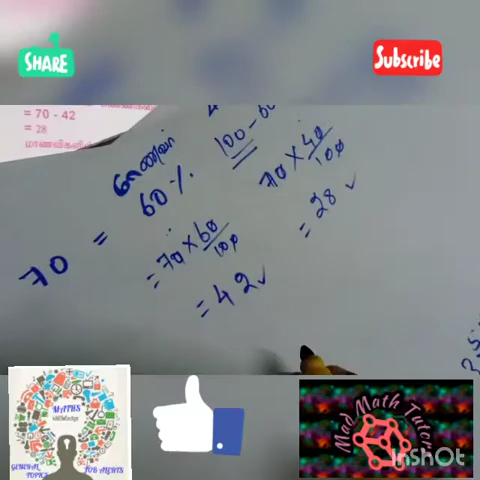 SHARE
Subscribe
= 70 - 42
= 28
100 - 60
60%
70 × 40/100
70 =
= 70 × 60/100
= 28 ✓
= 42 ✓
MATHS
GENERAL
TOPICS
JOB ALERTS
Mad Math Tutor
InShOt